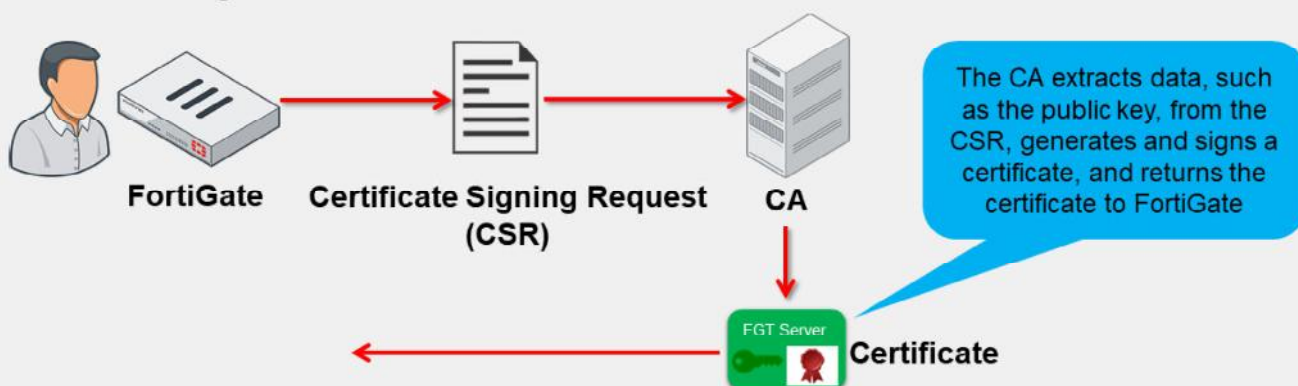 The CA extracts data, such
as the public key, from the
CSR, generates and signs a
certificate, and returns the
certificate to FortiGate
FortiGate
Certificate Signing Request
(CSR)
CA
FGT Server
Certificate